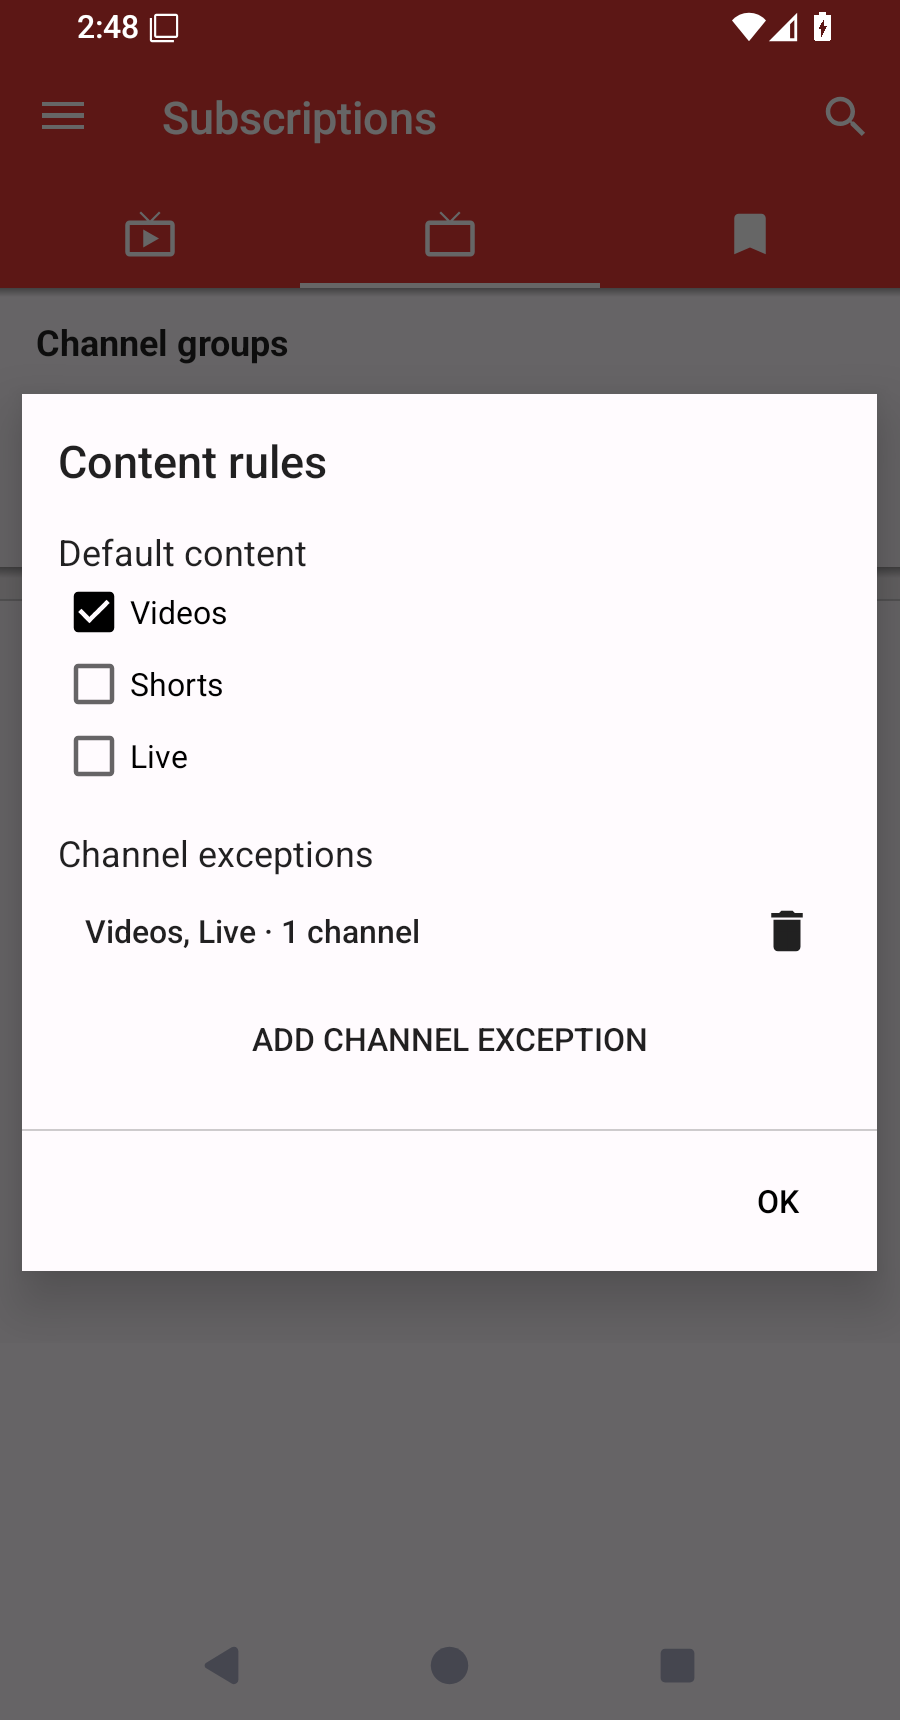 2:48
Subscriptions
Channel groups
Content rules
Default content
Videos
Shorts
Live
Channel exceptions
Videos, Live · 1 channel
ADD CHANNEL EXCEPTION
OK